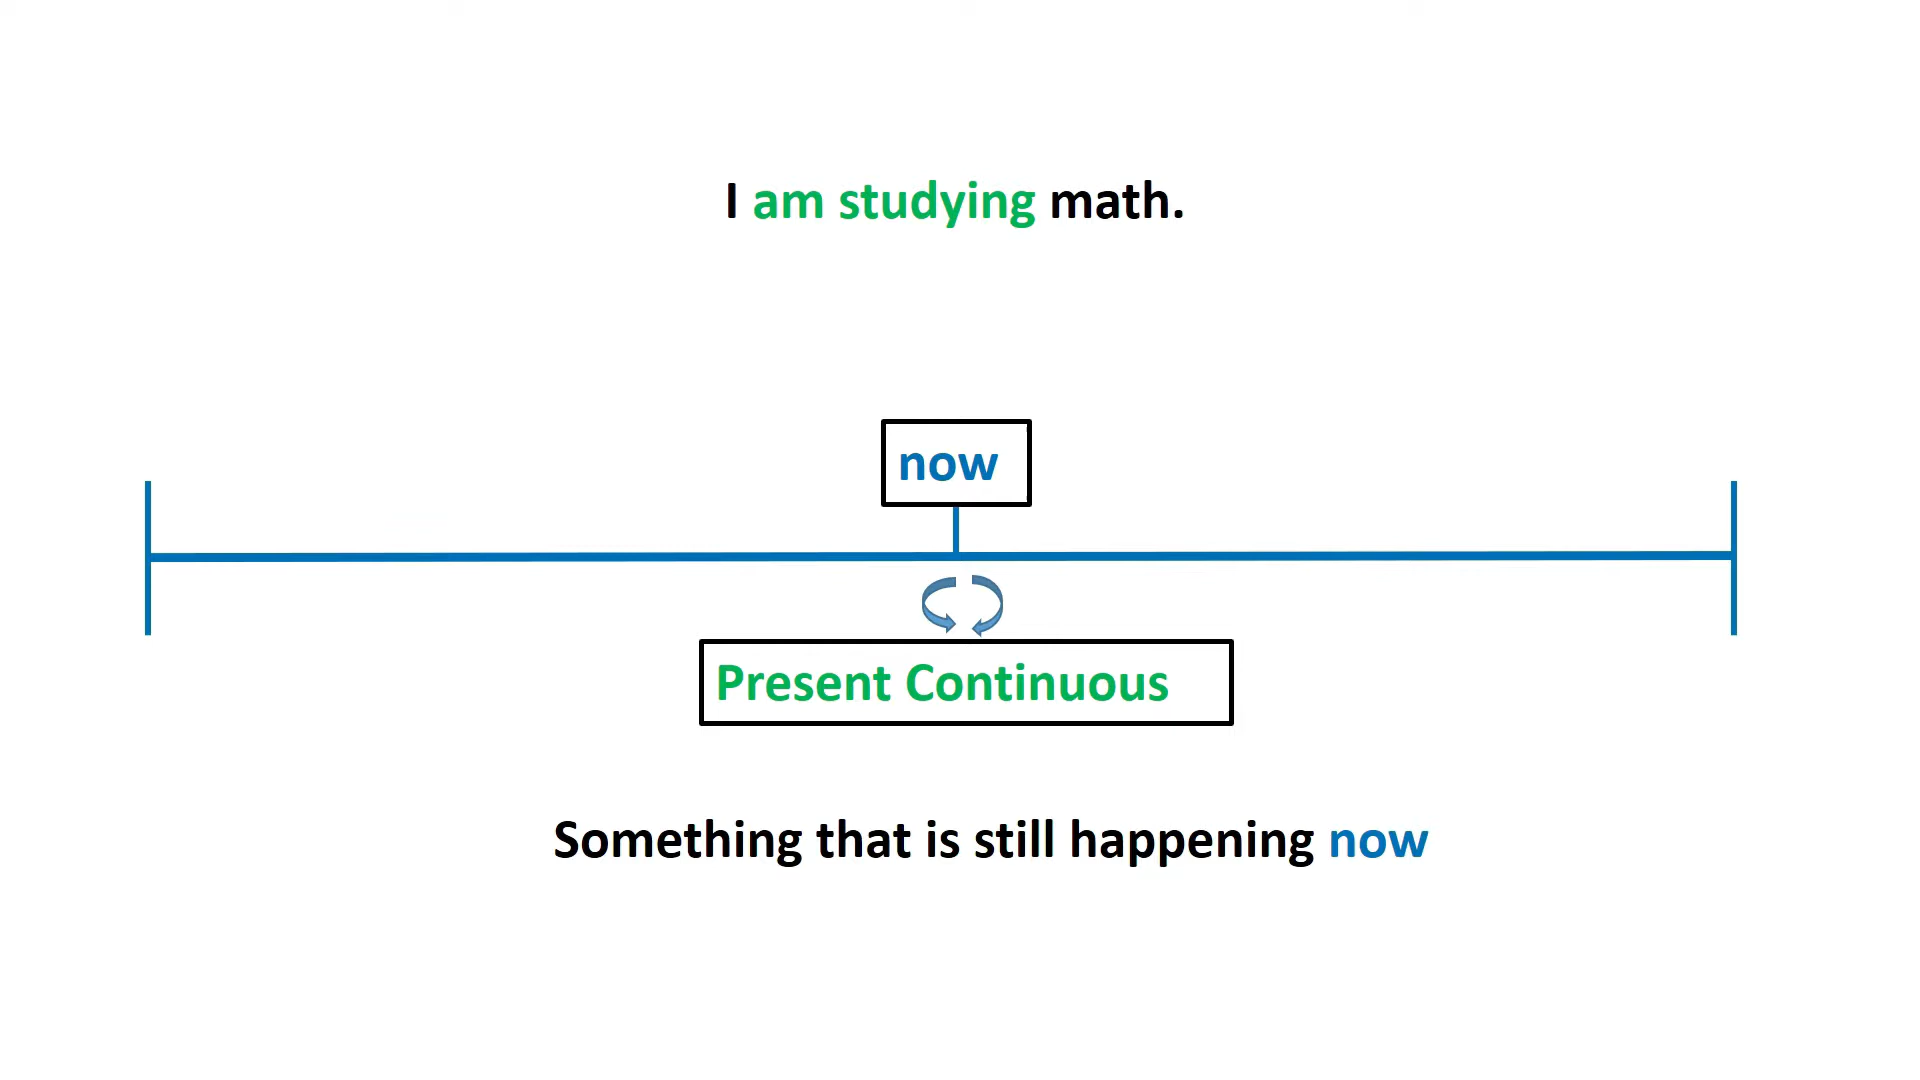 I am studying math.
now
Present Continuous
Something that is still happening now